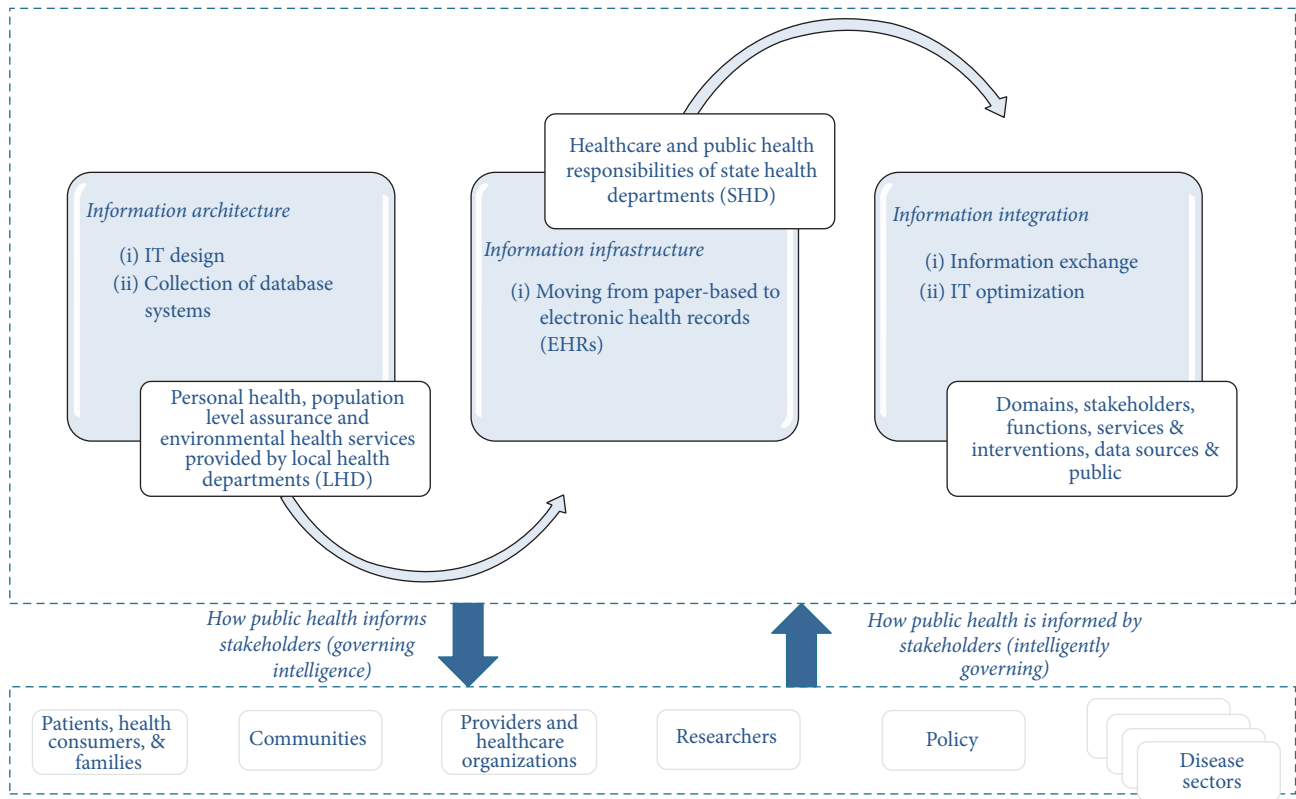 Information architecture
(i) IT design
(ii) Collection of database
systems
Personal health, population
level assurance and
environmental health services
provided by local health
departments (LHD)
Healthcare and public health
responsibilities of state health
departments (SHD)
Information infrastructure
(i) Moving from paper-based to
electronic health records
(EHRs)
Information integration
(i) Information exchange
(ii) IT optimization
Domains, stakeholders,
functions, services &
interventions, data sources &
public
How public health informs
stakeholders (governing
intelligence)
How public health is informed by
stakeholders (intelligently
governing)
Patients, health
consumers, &
families
Communities
Providers and
healthcare
organizations
Researchers
Policy
Disease
sectors